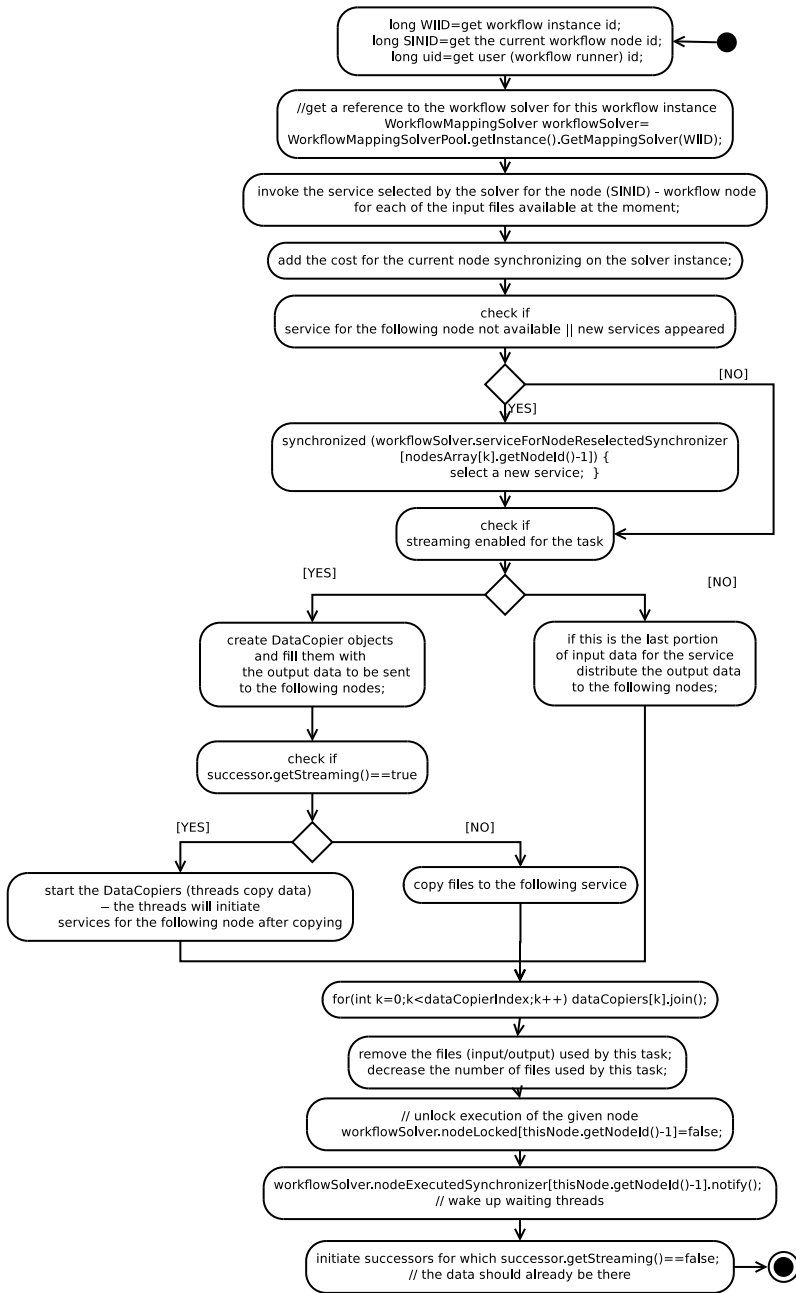 long WIID=get workflow instance id;
long SINID=get the current workflow node id;
long uid=get user (workflow runner) id;
//get a reference to the workflow solver for this workflow instance
WorkflowMappingSolver workflowSolver=
WorkflowMappingSolverPool.getInstance().GetMappingSolver(WIID);
invoke the service selected by the solver for the node (SINID) - workflow node
for each of the input files available at the moment;
add the cost for the current node synchronizing on the solver instance;
check if
service for the following node not available || new services appeared
[NO]
[YES]
synchronized (workflowSolver.serviceForNodeReselectedSynchronizer
[nodesArray[k].getNodeId()-1]) {
select a new service;  }
check if
streaming enabled for the task
[YES]
[NO]
create DataCopier objects
and fill them with
the output data to be sent
to the following nodes;
if this is the last portion
of input data for the service
distribute the output data
to the following nodes;
check if
successor.getStreaming()==true
[YES]
[NO]
start the DataCopiers (threads copy data)
– the threads will initiate
services for the following node after copying
copy files to the following service
for(int k=0;k<dataCopierIndex;k++) dataCopiers[k].join();
remove the files (input/output) used by this task;
decrease the number of files used by this task;
// unlock execution of the given node
workflowSolver.nodeLocked[thisNode.getNodeId()-1]=false;
workflowSolver.nodeExecutedSynchronizer[thisNode.getNodeId()-1].notify();
// wake up waiting threads
initiate successors for which successor.getStreaming()==false;
// the data should already be there